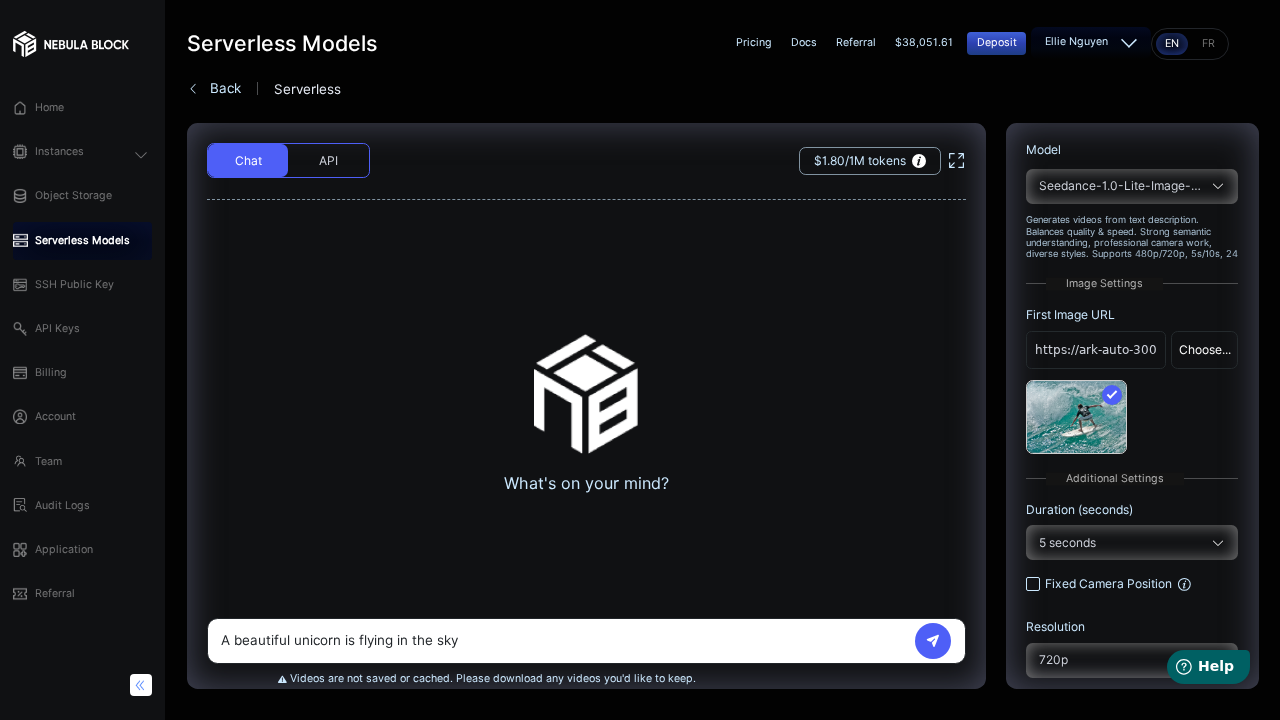 NEBULA BLOCK
Home
Instances
Object Storage
Serverless Models
SSH Public Key
API Keys
Billing
Account
Team
Audit Logs
Application
Referral
Serverless Models
Pricing
Docs
Referral
$38,051.61
Deposit
Ellie Nguyen
EN
FR
Back
Serverless
Chat
API
$1.80/1M tokens
What's on your mind?
A beautiful unicorn is flying in the sky
Videos are not saved or cached. Please download any videos you'd like to keep.
Model
Seedance-1.0-Lite-Image-...
Generates videos from text description.
Balances quality & speed. Strong semantic
understanding, professional camera work,
diverse styles. Supports 480p/720p, 5s/10s, 24
Image Settings
First Image URL
https://ark-auto-300
Choose...
Additional Settings
Duration (seconds)
5 seconds
Fixed Camera Position
Resolution
720p
Help